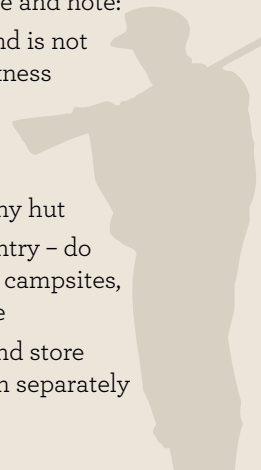 e and note:
nd is not
tness
ny hut
ntry – do
campsites,
e
nd store
n separately